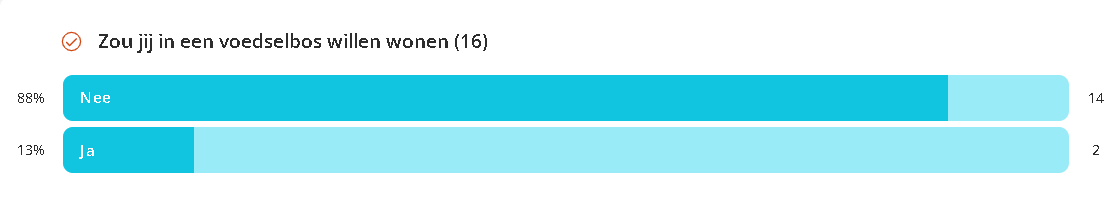 Zou jij in een voedselbos willen wonen (16)
88% Nee 14
13% Ja 2